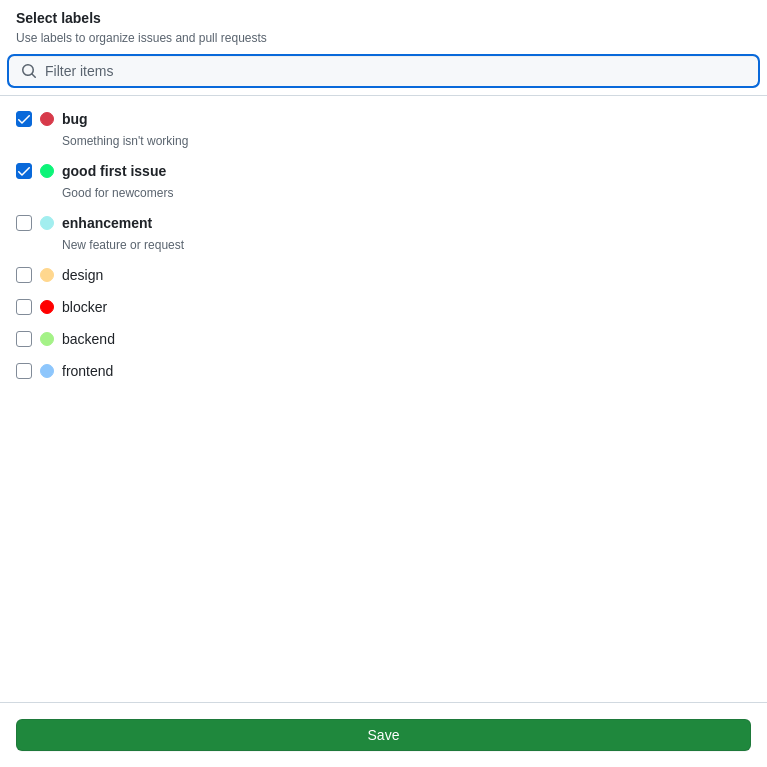 Select labels
Use labels to organize issues and pull requests
Filter items
bug
Something isn't working
good first issue
Good for newcomers
enhancement
New feature or request
design
blocker
backend
frontend
Save